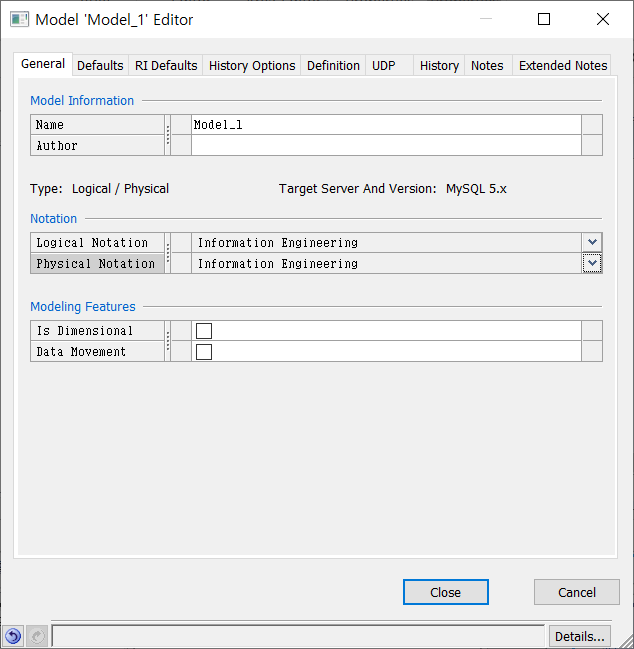 Model 'Model_1' Editor
General Defaults RI Defaults History Options Definition UDP History Notes Extended Notes
Model Information
Name Model_1
Author
Type: Logical / Physical Target Server And Version: MySQL 5.x
Notation
Logical Notation Information Engineering
Physical Notation Information Engineering
Modeling Features
Is Dimensional
Data Movement
Close Cancel
Details...